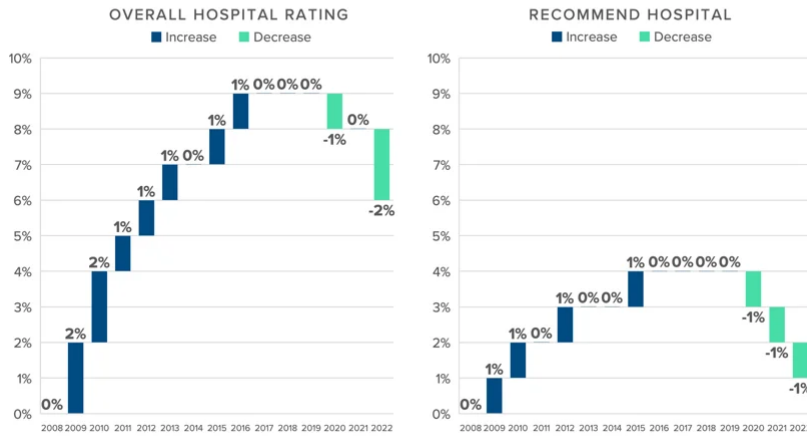 OVERALL HOSPITAL RATING
Increase Decrease
10%
9%
8%
7%
6%
5%
4%
3%
2%
1%
0%
0% 2% 2% 1% 1% 1% 0% 1% 1% 0% 0% 0% -1% 0% -2%
2008 2009 2010 2011 2012 2013 2014 2015 2016 2017 2018 2019 2020 2021 2022
RECOMMEND HOSPITAL
Increase Decrease
10%
9%
8%
7%
6%
5%
4%
3%
2%
1%
0%
0% 1% 1% 0% 1% 0% 0% 1% 0% 0% 0% 0% -1% -1% -1%
2008 2009 2010 2011 2012 2013 2014 2015 2016 2017 2018 2019 2020 2021 2022